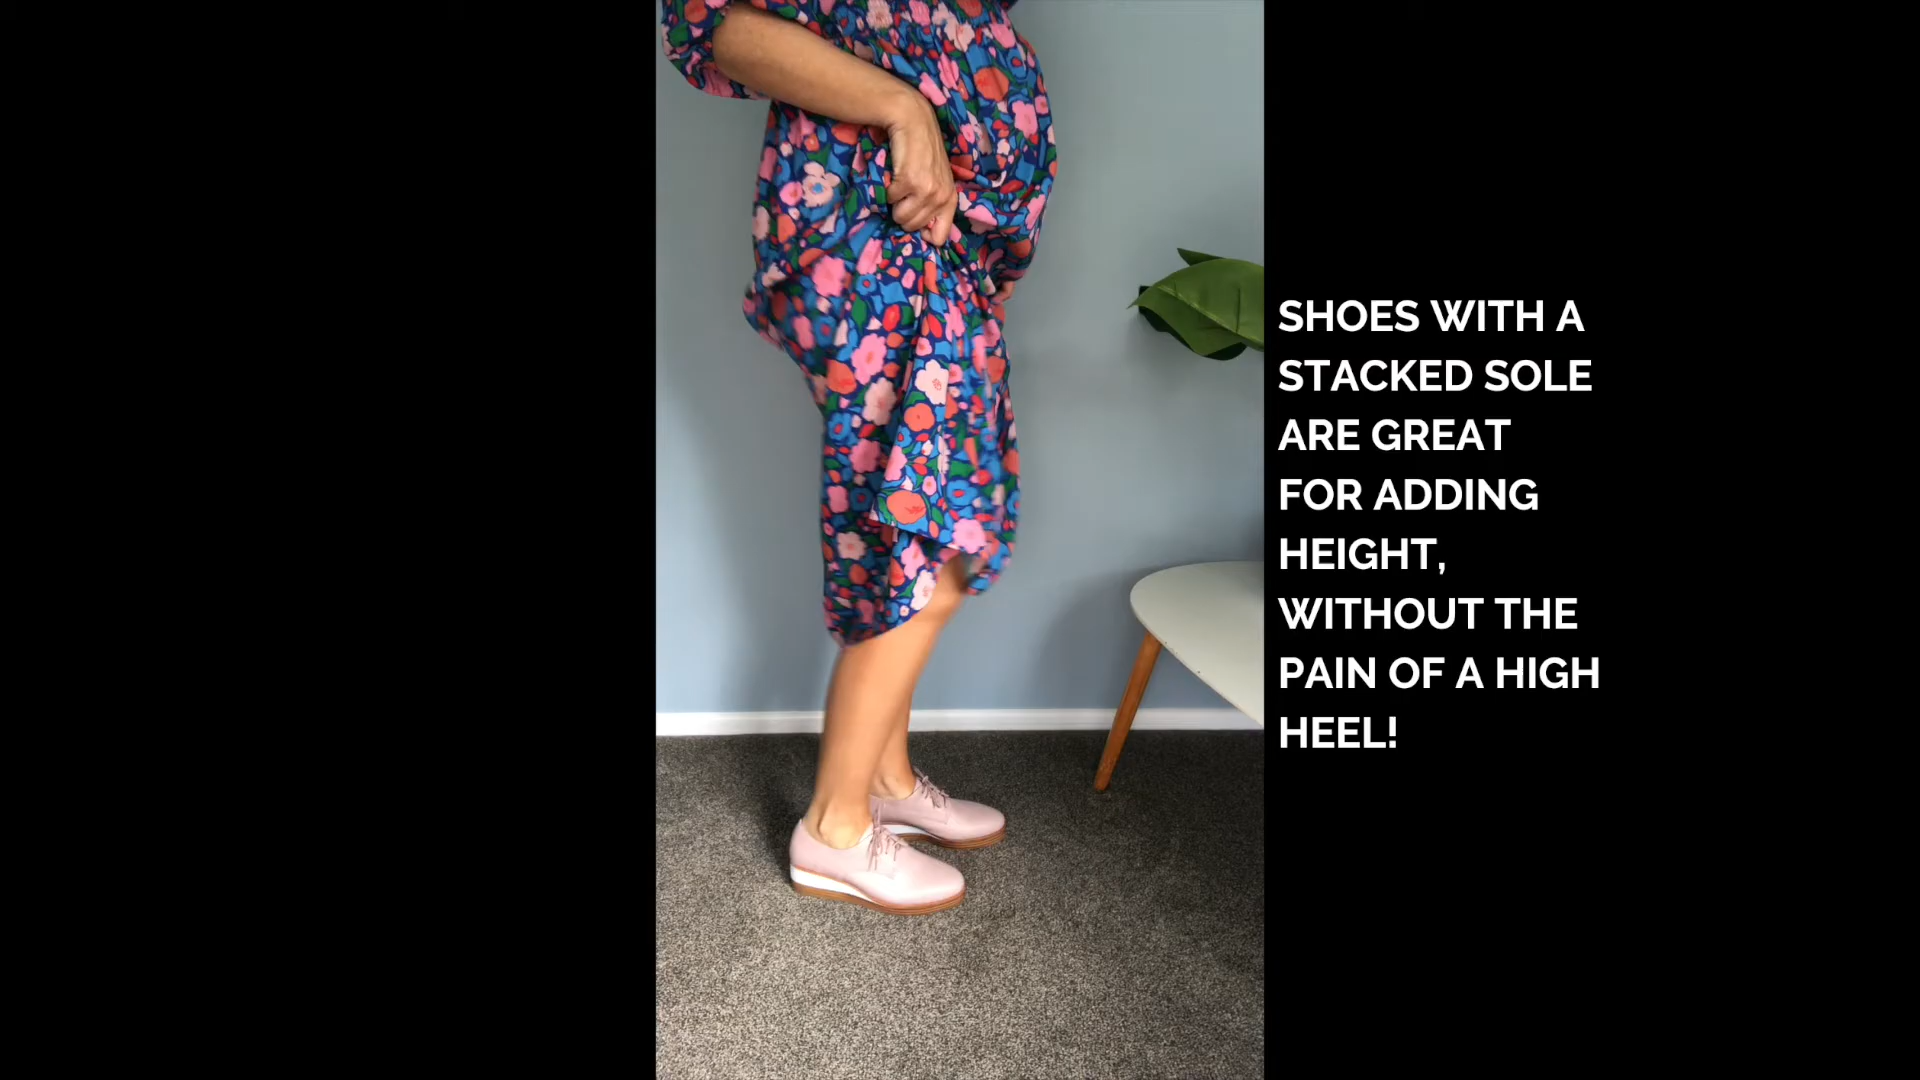 SHOES WITH A
STACKED SOLE
ARE GREAT
FOR ADDING
HEIGHT,
WITHOUT THE
PAIN OF A HIGH
HEEL!